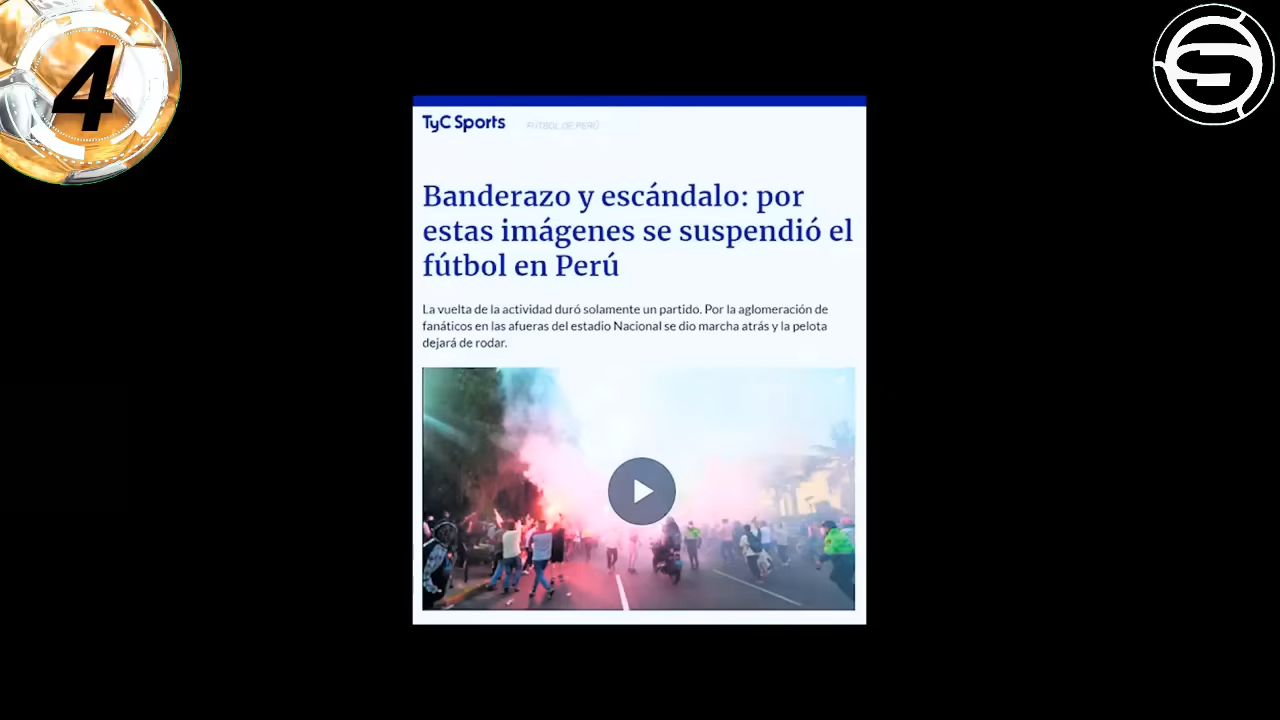 4
TyC Sports
FÚTBOL DE PERÚ
Banderazo y escándalo: por
estas imágenes se suspendió el
fútbol en Perú
La vuelta de la actividad duró solamente un partido. Por la aglomeración de
fanáticos en las afueras del estadio Nacional se dio marcha atrás y la pelota
dejará de rodar.